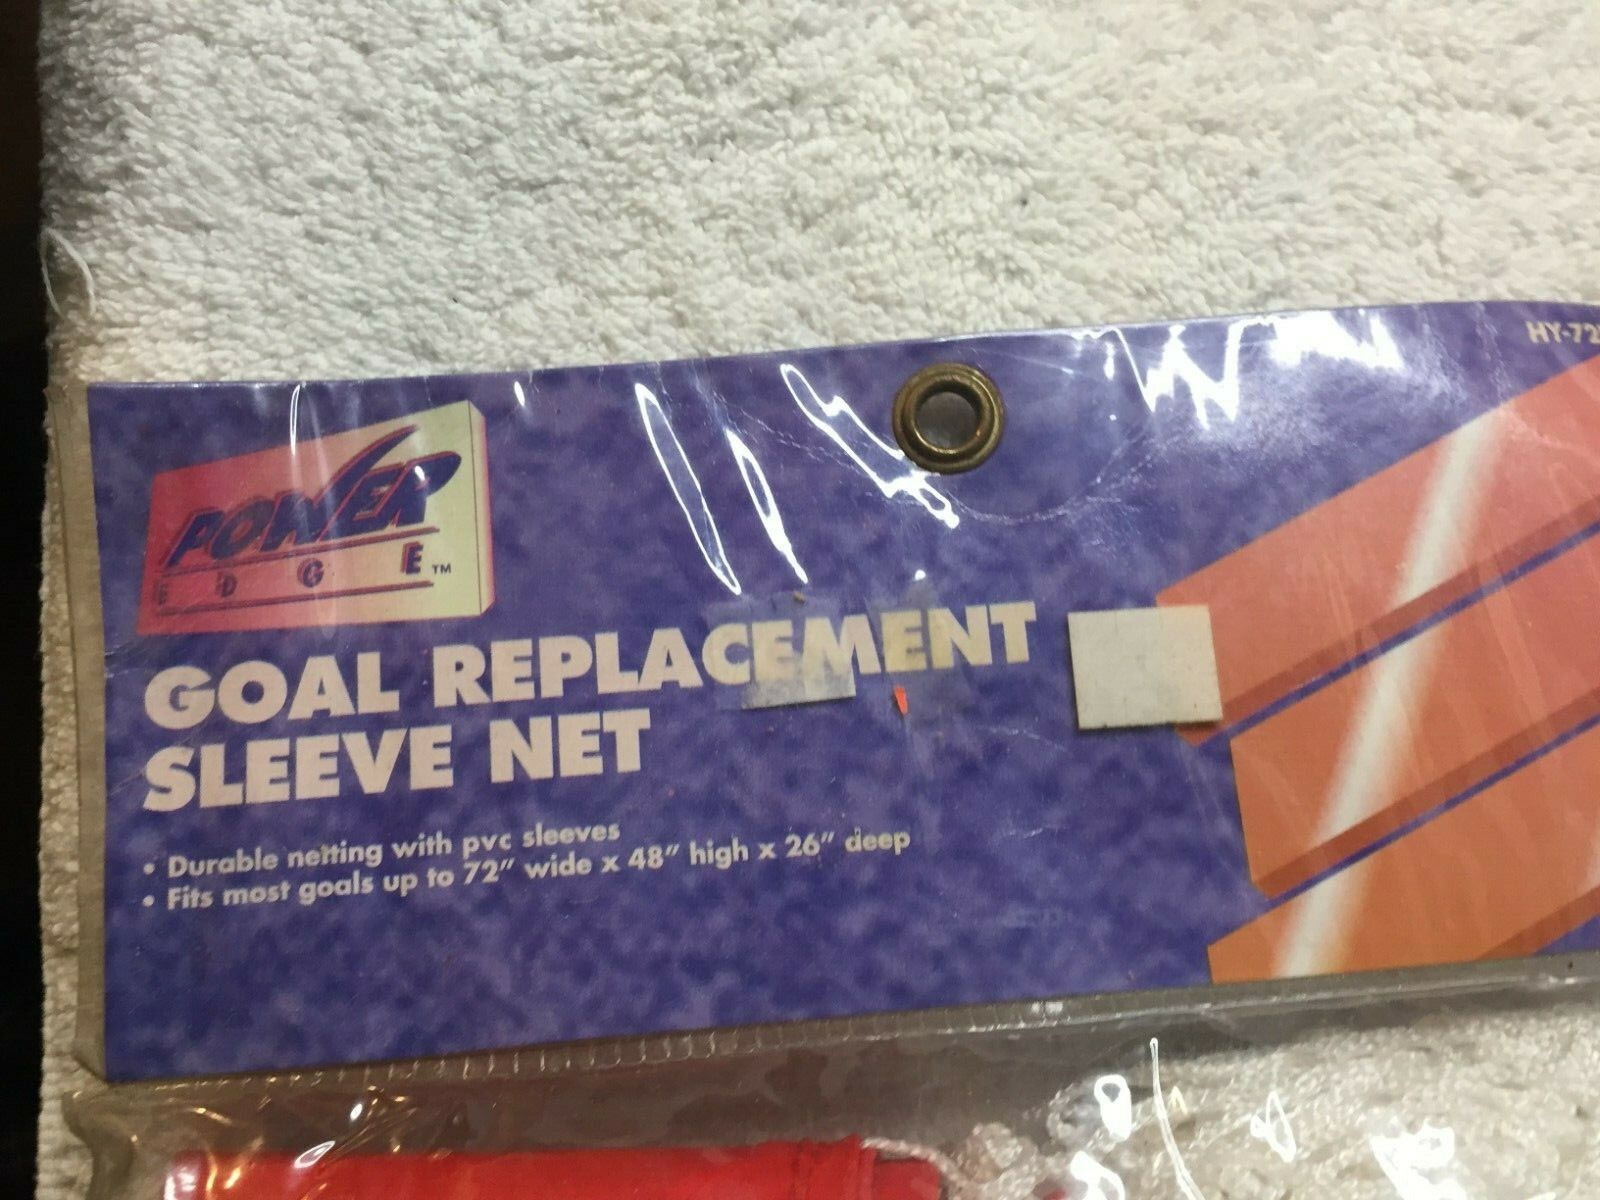 HY-72
POWER
EDGE™
GOAL REPLACEMENT
SLEEVE NET
• Durable netting with pvc sleeves
• Fits most goals up to 72" wide x 48" high x 26" deep